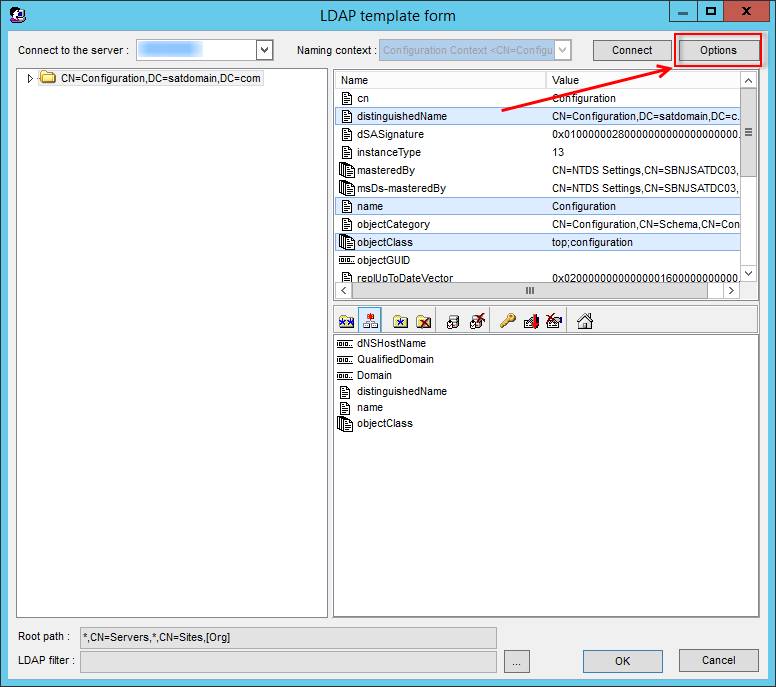 LDAP template form
Connect to the server :
Naming context : Configuration Context <CN=Configu
Connect
Options
CN=Configuration,DC=satdomain,DC=com
Name Value
cn Configuration
distinguishedName CN=Configuration,DC=satdomain,DC=c...
dSASignature 0x0100000028000000000000000000...
instanceType 13
masteredBy CN=NTDS Settings,CN=SBNJSATDC03,
msDs-masteredBy CN=NTDS Settings,CN=SBNJSATDC03,
name Configuration
objectCategory CN=Configuration,CN=Schema,CN=Con
objectClass top;configuration
objectGUID
replUpToDateVector
dNSHostName
QualifiedDomain
Domain
distinguishedName
name
objectClass
Root path : *,CN=Servers,*,CN=Sites,[Org]
LDAP filter :
...
OK
Cancel